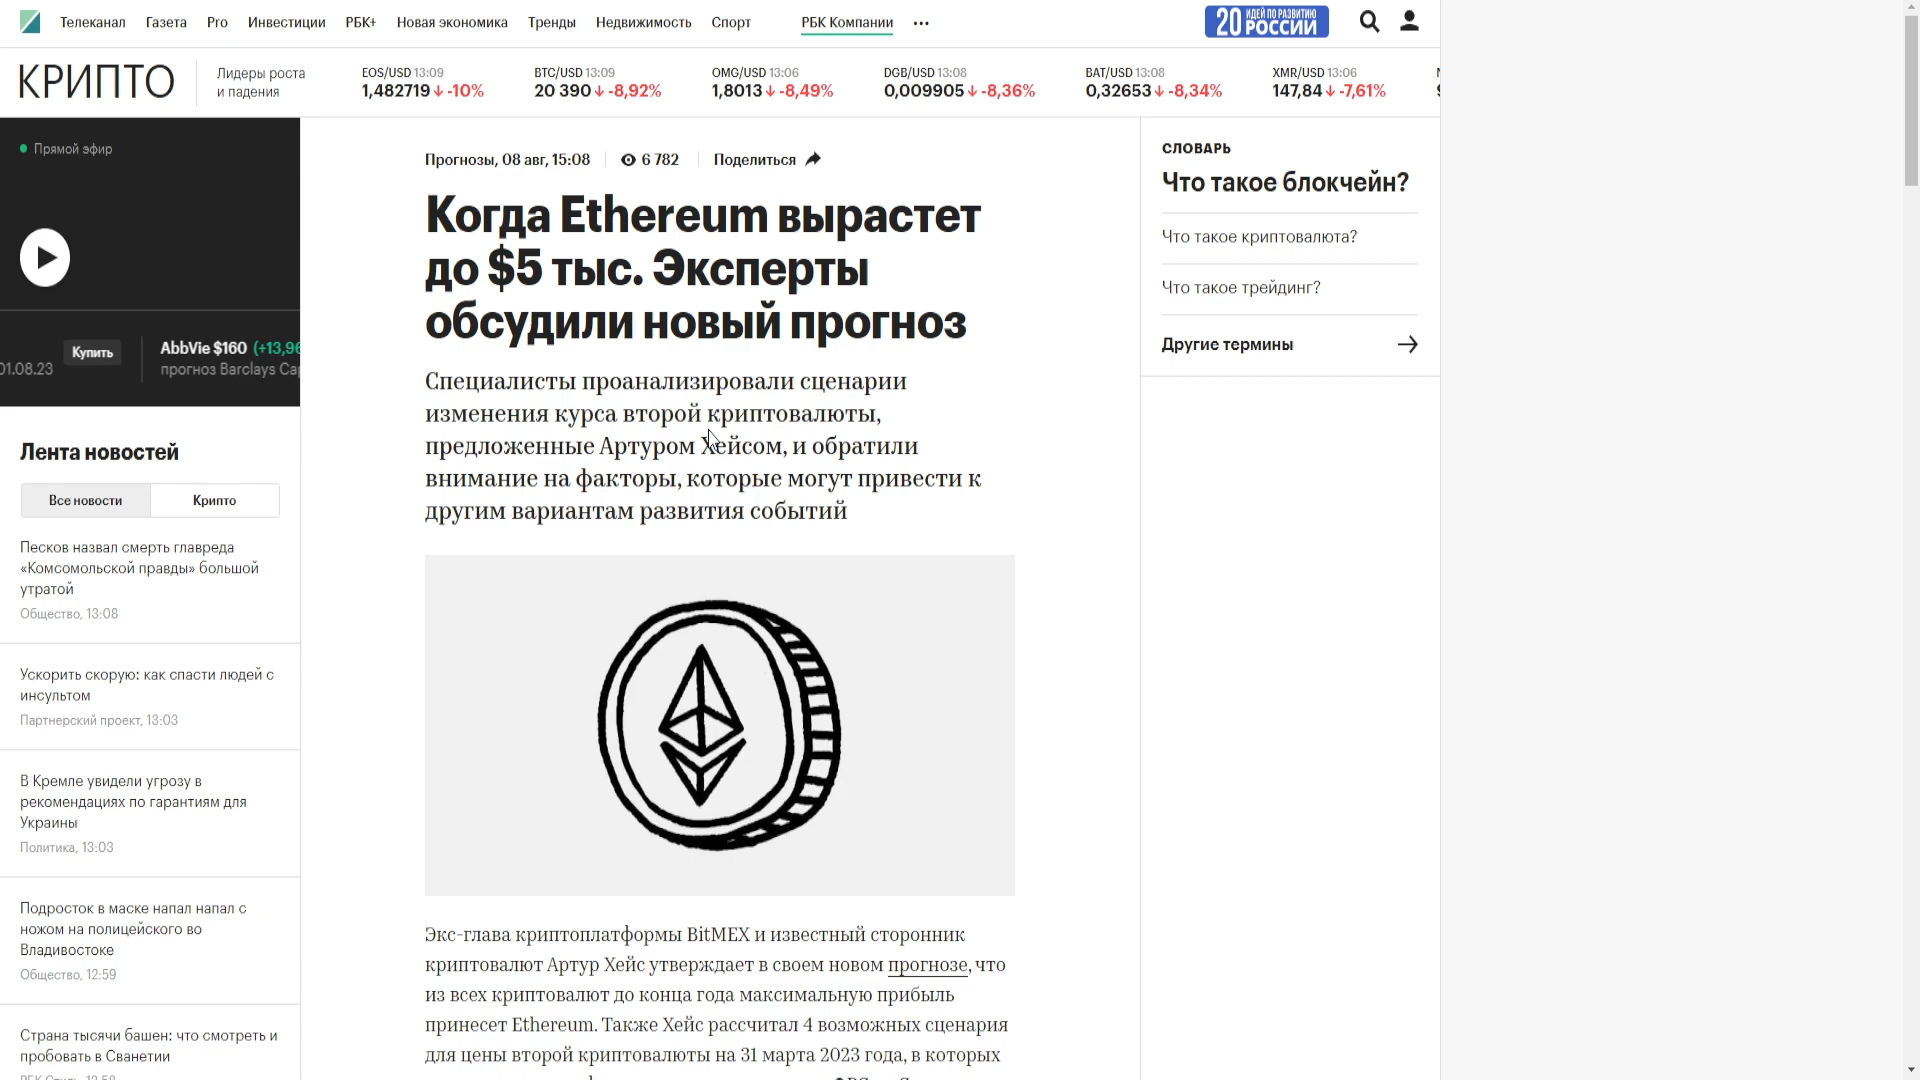 Телеканал Газета Pro Инвестиции РБК+ Новая экономика Тренды Недвижимость Спорт РБК Компании
20 ИДЕЙ ПО РАЗВИТИЮ
РОССИИ
КРИПТО
Лидеры роста
и падения
EOS/USD 13:09
1,482719 ↓ -10%
BTC/USD 13:09
20 390 ↓ -8,92%
OMG/USD 13:06
1,8013 ↓ -8,49%
DGB/USD 13:08
0,009905 ↓ -8,36%
BAT/USD 13:08
0,32653 ↓ -8,34%
XMR/USD 13:06
147,84 ↓ -7,61%
Прямой эфир
01.08.23
Купить
AbbVie $160 (+13,96
прогноз Barclays Ca
Лента новостей
Все новости
Крипто
Песков назвал смерть главреда
«Комсомольской правды» большой
утратой
Общество, 13:08
Ускорить скорую: как спасти людей с
инсультом
Партнерский проект, 13:03
В Кремле увидели угрозу в
рекомендациях по гарантиям для
Украины
Политика, 13:03
Подросток в маске напал напал с
ножом на полицейского во
Владивостоке
Общество, 12:59
Страна тысячи башен: что смотреть и
пробовать в Сванетии
Прогнозы, 08 авг, 15:08
6 782
Поделиться
Когда Ethereum вырастет
до $5 тыс. Эксперты
обсудили новый прогноз
Специалисты проанализировали сценарии
изменения курса второй криптовалюты,
предложенные Артуром Хейсом, и обратили
внимание на факторы, которые могут привести к
другим вариантам развития событий
Экс-глава криптоплатформы BitMEX и известный сторонник
криптовалют Артур Хейс утверждает в своем новом прогнозе, что
из всех криптовалют до конца года максимальную прибыль
принесет Ethereum. Также Хейс рассчитал 4 возможных сценария
для цены второй криптовалюты на 31 марта 2023 года, в которых
СЛОВАРЬ
Что такое блокчейн?
Что такое криптовалюта?
Что такое трейдинг?
Другие термины